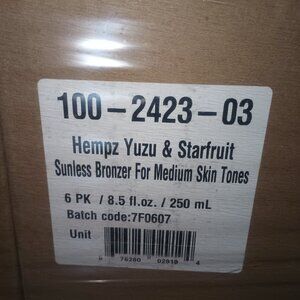 100-2423-03
Hempz Yuzu & Starfruit
Sunless Bronzer For Medium Skin Tones
6 PK / 8.5 fl.oz. / 250 mL
Batch code:7F0607
Unit